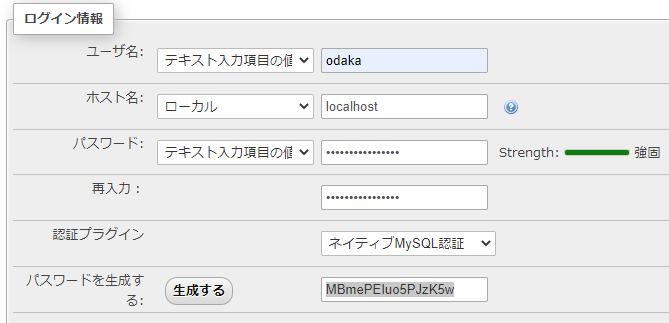 ログイン情報
ユーザ名: テキスト入力項目の値 odaka
ホスト名: ローカル localhost
パスワード: テキスト入力項目の値 •••••••••••••••• Strength: 強固
再入力： ••••••••••••••••
認証プラグイン ネイティブMySQL認証
パスワードを生成す
る: 生成する MBmePEIuo5PJzK5w